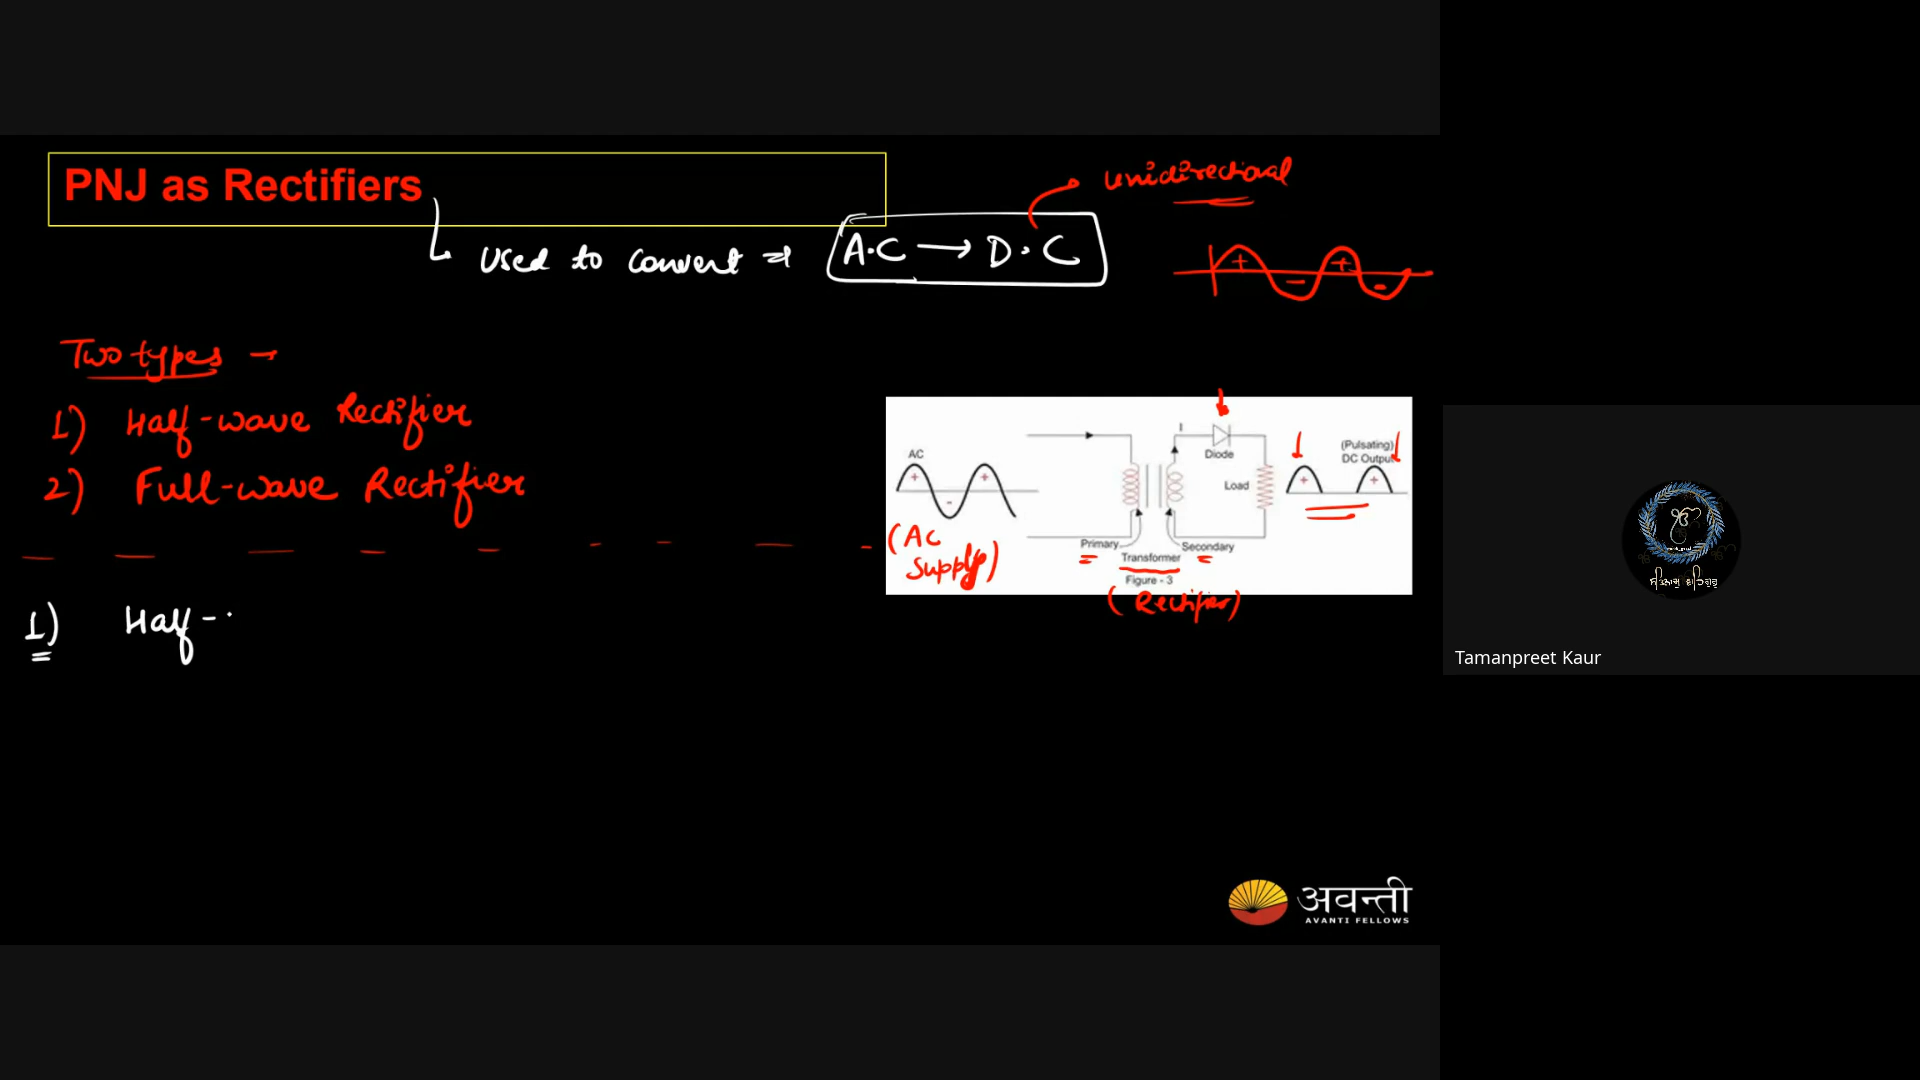 PNJ as Rectifiers
Unidirectional
Used to convert ⇒ A.C → D.C
+ - + -
Two types →
1) Half-wave Rectifier
2) Full-wave Rectifier
AC
+ - +
I
Diode
Load
(Pulsating)
DC Output
+ +
(AC Supply)
Primary
Secondary
Transformer
Figure - 3
(Rectifier)
1) Half-
Tamanpreet Kaur
अवन्ती
AVANTI FELLOWS